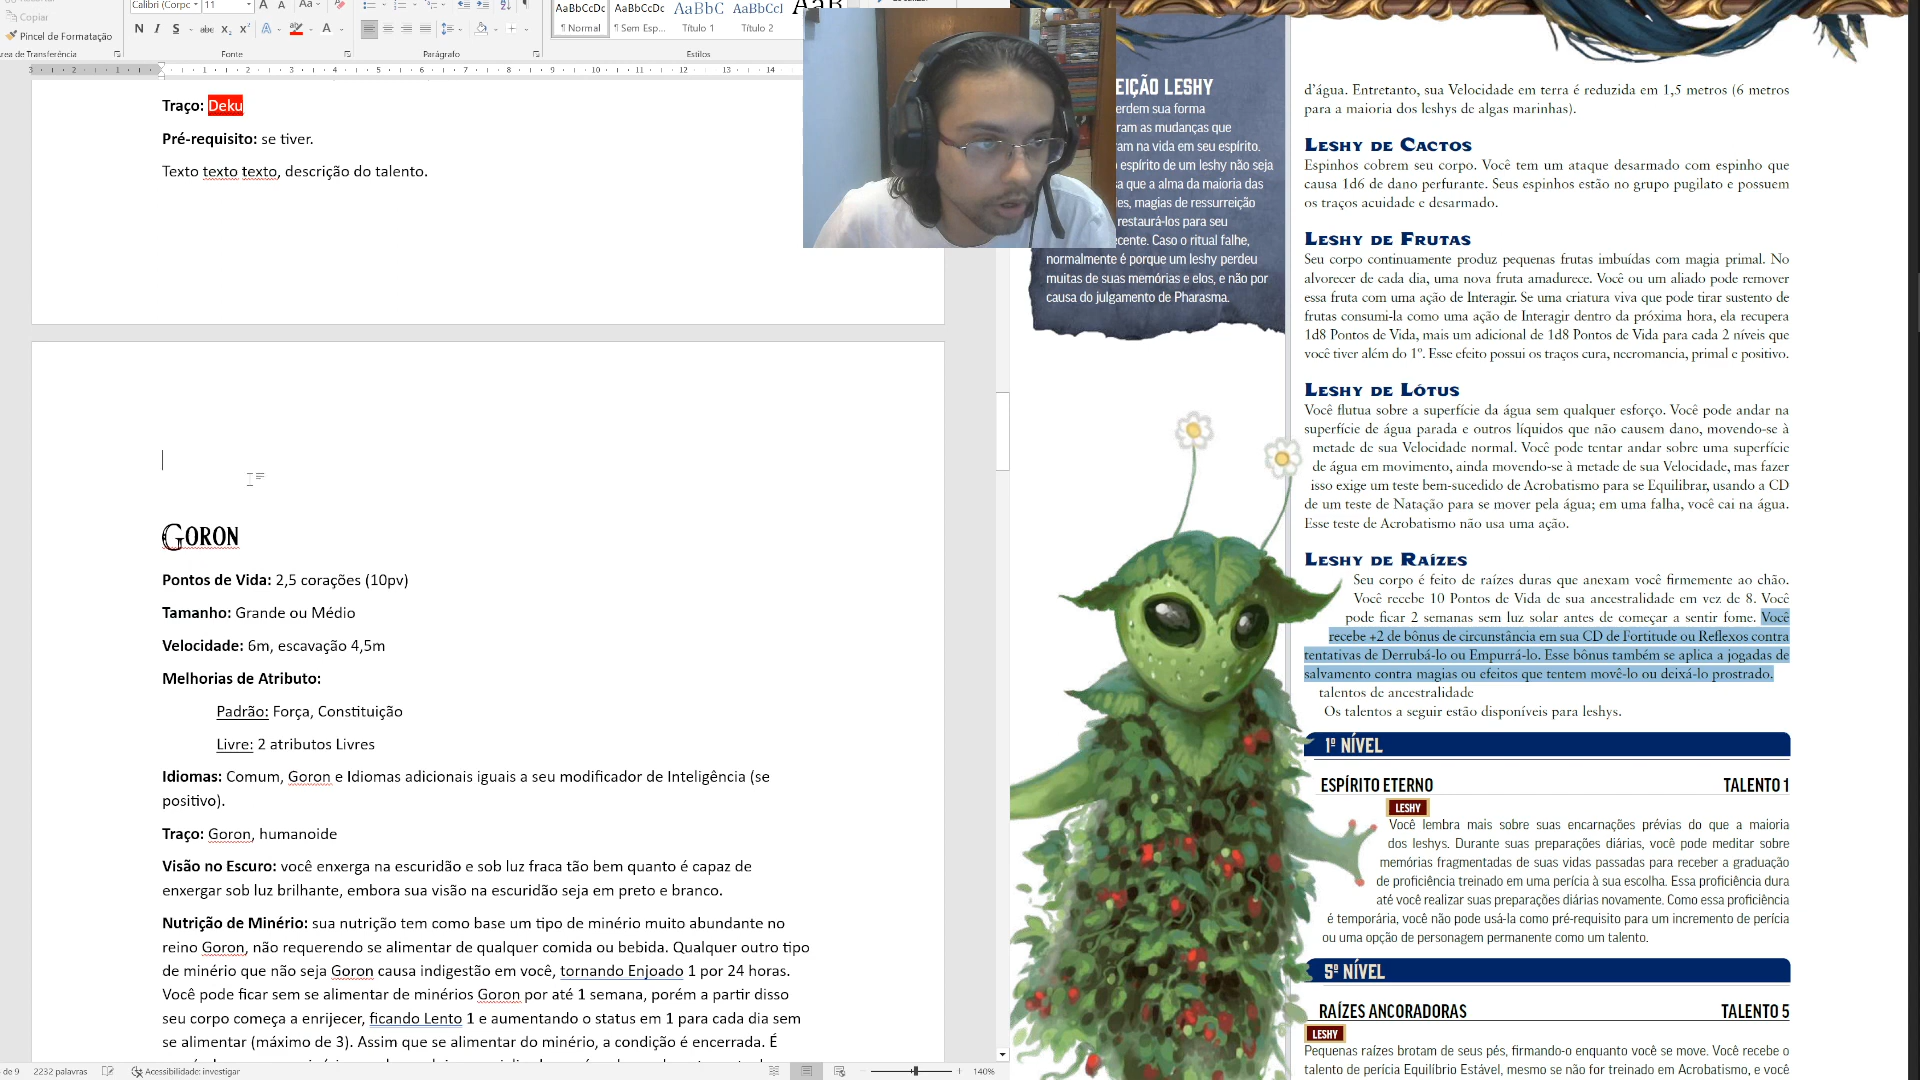 Calibri (Corpo
11
A A
Aa
Copiar
Pincel de Formatação
N I S abc x₂ x² A A
AaBbCcDc AaBbCcDc AaBbC AaBbCcI
¶ Normal ¶ Sem Esp... Título 1 Título 2
Fonte
Parágrafo
Estilos
3 2 1 1 2 3 4 5 6 7 8 9 10 11 12 13 14
Traço: Deku
Pré-requisito: se tiver.
Texto texto texto, descrição do talento.
Goron
Pontos de Vida: 2,5 corações (10pv)
Tamanho: Grande ou Médio
Velocidade: 6m, escavação 4,5m
Melhorias de Atributo:
Padrão: Força, Constituição
Livre: 2 atributos Livres
Idiomas: Comum, Goron e Idiomas adicionais iguais a seu modificador de Inteligência (se
positivo).
Traço: Goron, humanoide
Visão no Escuro: você enxerga na escuridão e sob luz fraca tão bem quanto é capaz de
enxergar sob luz brilhante, embora sua visão na escuridão seja em preto e branco.
Nutrição de Minério: sua nutrição tem como base um tipo de minério muito abundante no
reino Goron, não requerendo se alimentar de qualquer comida ou bebida. Qualquer outro tipo
de minério que não seja Goron causa indigestão em você, tornando Enjoado 1 por 24 horas.
Você pode ficar sem se alimentar de minérios Goron por até 1 semana, porém a partir disso
seu corpo começa a enrijecer, ficando Lento 1 e aumentando o status em 1 para cada dia sem
se alimentar (máximo de 3). Assim que se alimentar do minério, a condição é encerrada. É
de 9 2232 palavras Acessibilidade: investigar
140%
EIÇÃO LESHY
erdem sua forma
ram as mudanças que
ram na vida em seu espírito.
espírito de um leshy não seja
a que a alma da maioria das
es, magias de ressurreição
restaurá-los para seu
ecente. Caso o ritual falhe,
normalmente é porque um leshy perdeu
muitas de suas memórias e elos, e não por
causa do julgamento de Pharasma.
d’água. Entretanto, sua Velocidade em terra é reduzida em 1,5 metros (6 metros
para a maioria dos leshys de algas marinhas).
Leshy de Cactos
Espinhos cobrem seu corpo. Você tem um ataque desarmado com espinho que
causa 1d6 de dano perfurante. Seus espinhos estão no grupo pugilato e possuem
os traços acuidade e desarmado.
Leshy de Frutas
Seu corpo continuamente produz pequenas frutas imbuídas com magia primal. No
alvorecer de cada dia, uma nova fruta amadurece. Você ou um aliado pode remover
essa fruta com uma ação de Interagir. Se uma criatura viva que pode tirar sustento de
frutas consumi-la como uma ação de Interagir dentro da próxima hora, ela recupera
1d8 Pontos de Vida, mais um adicional de 1d8 Pontos de Vida para cada 2 níveis que
você tiver além do 1º. Esse efeito possui os traços cura, necromancia, primal e positivo.
Leshy de Lótus
Você flutua sobre a superfície da água sem qualquer esforço. Você pode andar na
superfície de água parada e outros líquidos que não causem dano, movendo-se à
metade de sua Velocidade normal. Você pode tentar andar sobre uma superfície
de água em movimento, ainda movendo-se à metade de sua Velocidade, mas fazer
isso exige um teste bem-sucedido de Acrobatismo para se Equilibrar, usando a CD
de um teste de Natação para se mover pela água; em uma falha, você cai na água.
Esse teste de Acrobatismo não usa uma ação.
Leshy de Raízes
Seu corpo é feito de raízes duras que anexam você firmemente ao chão.
Você recebe 10 Pontos de Vida de sua ancestralidade em vez de 8. Você
pode ficar 2 semanas sem luz solar antes de começar a sentir fome. Você
recebe +2 de bônus de circunstância em sua CD de Fortitude ou Reflexos contra
tentativas de Derrubá-lo ou Empurrá-lo. Esse bônus também se aplica a jogadas de
salvamento contra magias ou efeitos que tentem movê-lo ou deixá-lo prostrado.
talentos de ancestralidade
Os talentos a seguir estão disponíveis para leshys.
1º NÍVEL
ESPÍRITO ETERNO TALENTO 1
LESHY
Você lembra mais sobre suas encarnações prévias do que a maioria
dos leshys. Durante suas preparações diárias, você pode meditar sobre
memórias fragmentadas de suas vidas passadas para receber a graduação
de proficiência treinado em uma perícia à sua escolha. Essa proficiência dura
até você realizar suas preparações diárias novamente. Como essa proficiência
é temporária, você não pode usá-la como pré-requisito para um incremento de perícia
ou uma opção de personagem permanente como um talento.
5º NÍVEL
RAÍZES ANCORADORAS TALENTO 5
LESHY
Pequenas raízes brotam de seus pés, firmando-o enquanto você se move. Você recebe o
talento de perícia Equilíbrio Estável, mesmo se não for treinado em Acrobatismo, e você